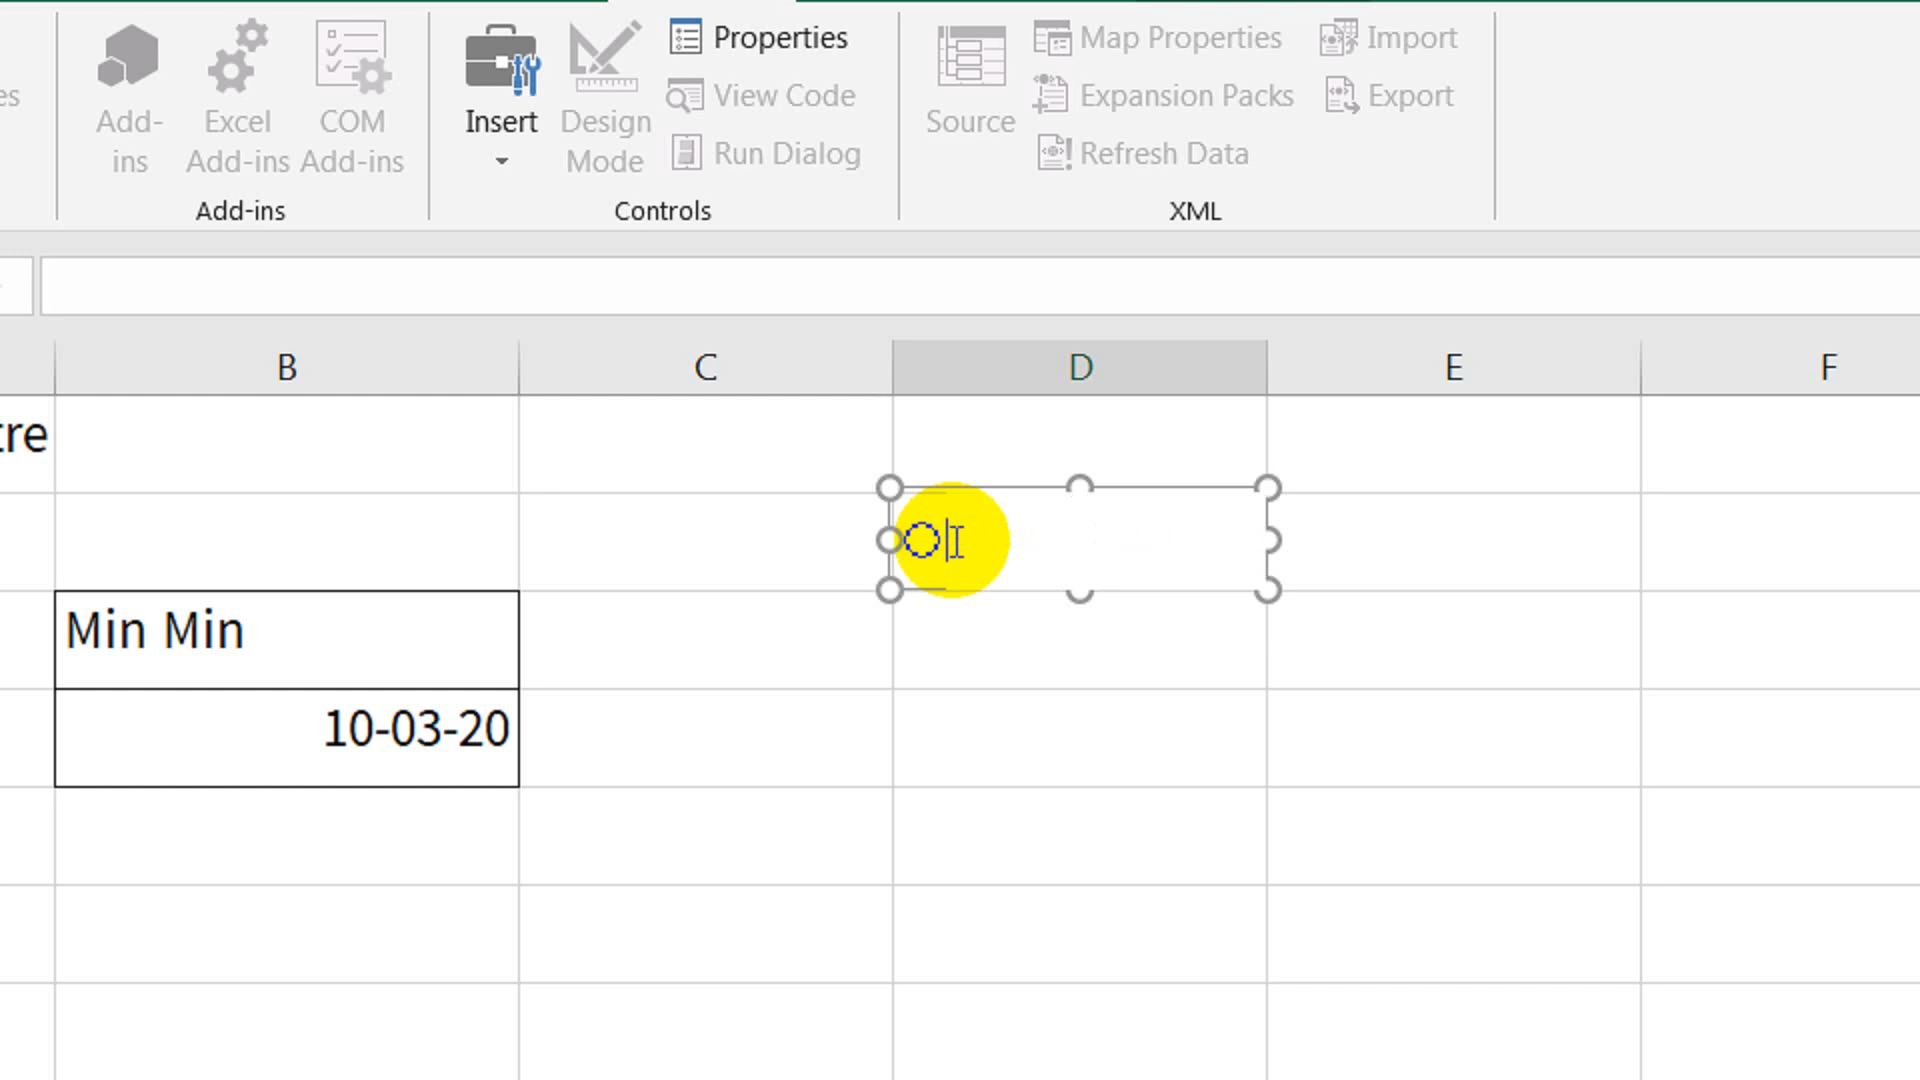 es
Add-
ins
Excel
Add-ins
COM
Add-ins
Add-ins
Insert
Design
Mode
Properties
View Code
Run Dialog
Controls
Source
Map Properties
Expansion Packs
Refresh Data
Import
Export
XML
B C D E F
tre
Min Min
10-03-20